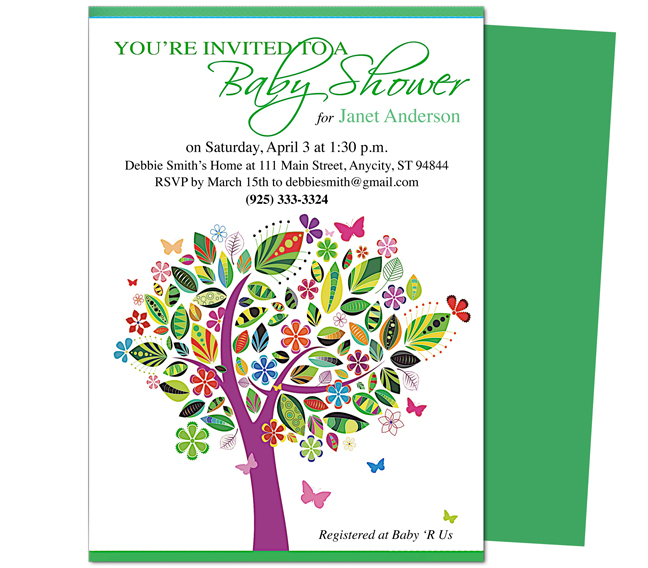 YOU'RE INVITED TO A
Baby Shower
for Janet Anderson
on Saturday, April 3 at 1:30 p.m.
Debbie Smith's Home at 111 Main Street, Anycity, ST 94844
RSVP by March 15th to debbiesmith@gmail.com
(925) 333-3324
Registered at Baby 'R Us